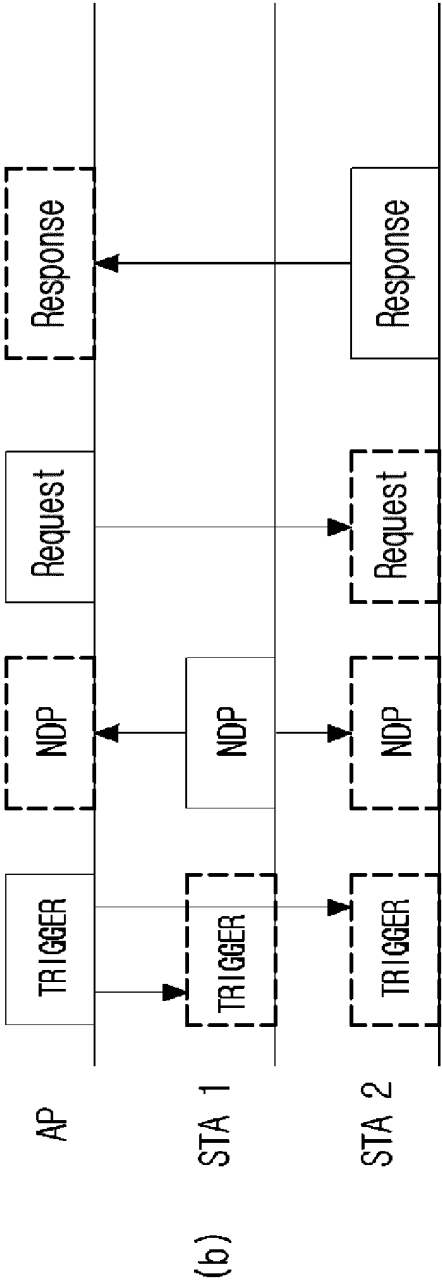 AP
TRIGGER
NDP
Request
Response
(b)
STA 1
TRIGGER
NDP
STA 2
TRIGGER
NDP
Request
Response